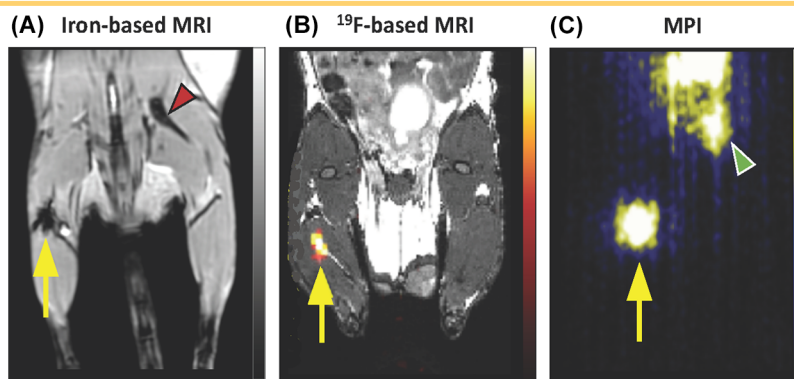 (A) Iron-based MRI
(B) ¹⁹F-based MRI
(C) MPI